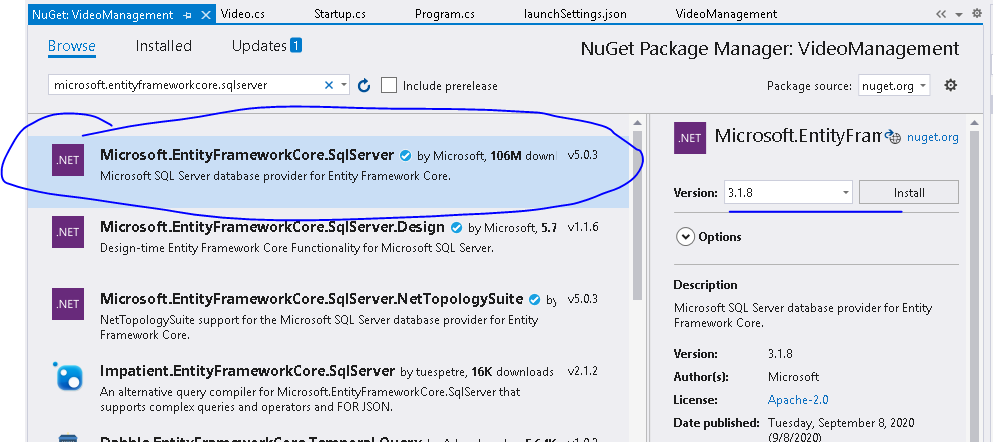 NuGet: VideoManagement
Video.cs
Startup.cs
Program.cs
launchSettings.json
VideoManagement
Browse
Installed
Updates 1
NuGet Package Manager: VideoManagement
microsoft.entityframeworkcore.sqlserver
Include prerelease
Package source: nuget.org
.NET
Microsoft.EntityFrameworkCore.SqlServer by Microsoft, 106M downl
v5.0.3
Microsoft SQL Server database provider for Entity Framework Core.
.NET
Microsoft.EntityFrameworkCore.SqlServer.Design by Microsoft, 5.7
v1.1.6
Design-time Entity Framework Core Functionality for Microsoft SQL Server.
.NET
Microsoft.EntityFrameworkCore.SqlServer.NetTopologySuite by
v5.0.3
NetTopologySuite support for the Microsoft SQL Server database provider for Entity
Framework Core.
Impatient.EntityFrameworkCore.SqlServer by tuespetre, 16K downloads
v2.1.2
An alternative query compiler for Microsoft.EntityFrameworkCore.SqlServer that
supports complex queries and operators and FOR JSON.
.NET
Microsoft.EntityFram
nuget.org
Version: 3.1.8
Install
Options
Description
Microsoft SQL Server database provider for Entity
Framework Core.
Version: 3.1.8
Author(s): Microsoft
License: Apache-2.0
Date published: Tuesday, September 8, 2020
(9/8/2020)